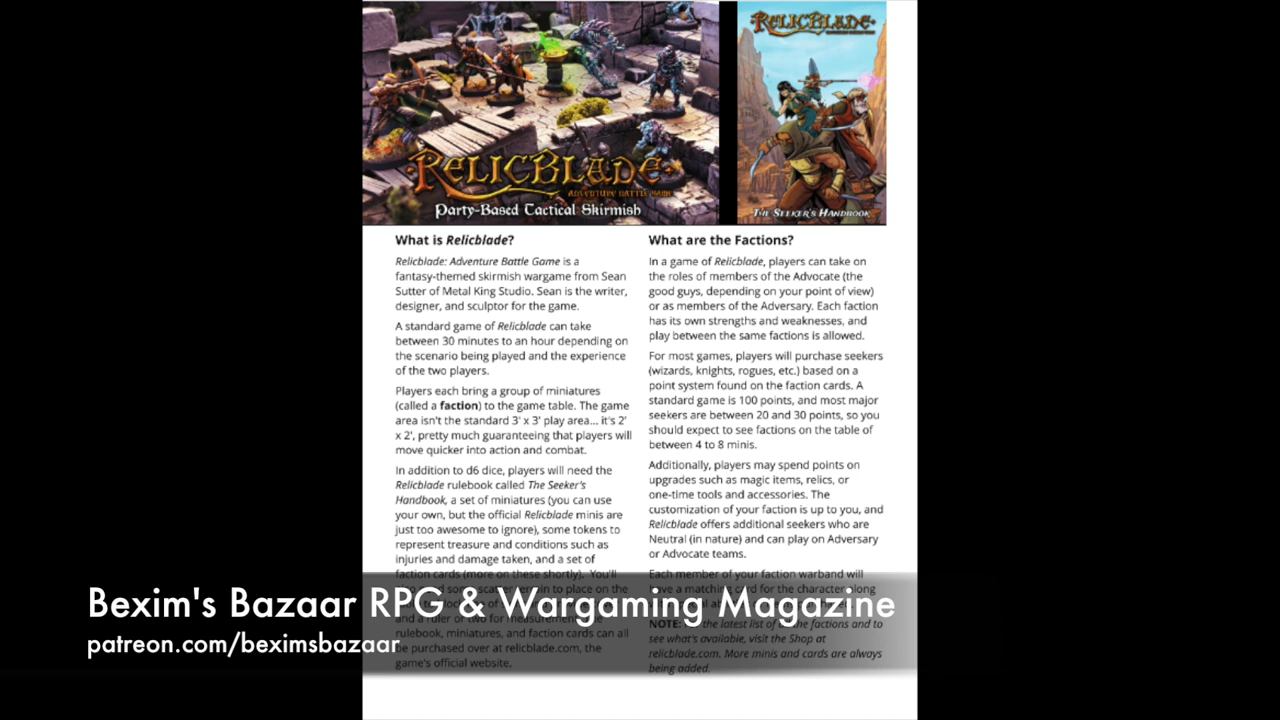 RELICBLADE
ADVENTURE BATTLE GAME
Party-Based Tactical Skirmish
RELICBLADE
THE SEEKER'S HANDBOOK
What is Relicblade?
Relicblade: Adventure Battle Game is a
fantasy-themed skirmish wargame from Sean
Sutter of Metal King Studio. Sean is the writer,
designer, and sculptor for the game.
A standard game of Relicblade can take
between 30 minutes to an hour depending on
the scenario being played and the experience
of the two players.
Players each bring a group of miniatures
(called a faction) to the game table. The game
area isn't the standard 3' x 3' play area... it's 2'
x 2', pretty much guaranteeing that players will
move quicker into action and combat.
In addition to d6 dice, players will need the
Relicblade rulebook called The Seeker's
Handbook, a set of miniatures (you can use
your own, but the official Relicblade minis are
just too awesome to ignore), some tokens to
represent treasure and conditions such as
injuries and damage taken, and a set of
faction cards (more on these shortly). You'll
to place on the
and a ruler or two for
rulebook, miniatures, and faction cards can all
be purchased over at relicblade.com, the
game's official website.
What are the Factions?
In a game of Relicblade, players can take on
the roles of members of the Advocate (the
good guys, depending on your point of view)
or as members of the Adversary. Each faction
has its own strengths and weaknesses, and
play between the same factions is allowed.
For most games, players will purchase seekers
(wizards, knights, rogues, etc.) based on a
point system found on the faction cards. A
standard game is 100 points, and most major
seekers are between 20 and 30 points, so you
should expect to see factions on the table of
between 4 to 8 minis.
Additionally, players may spend points on
upgrades such as magic items, relics, or
one-time tools and accessories. The
customization of your faction is up to you, and
Relicblade offers additional seekers who are
Neutral (in nature) and can play on Adversary
or Advocate teams.
Each member of your faction warband will
have a matching card for the character along
NOTE: the latest list of the factions and to
see what's available, visit the Shop at
relicblade.com. More minis and cards are always
being added.
Bexim's Bazaar RPG & Wargaming Magazine
patreon.com/beximsbazaar